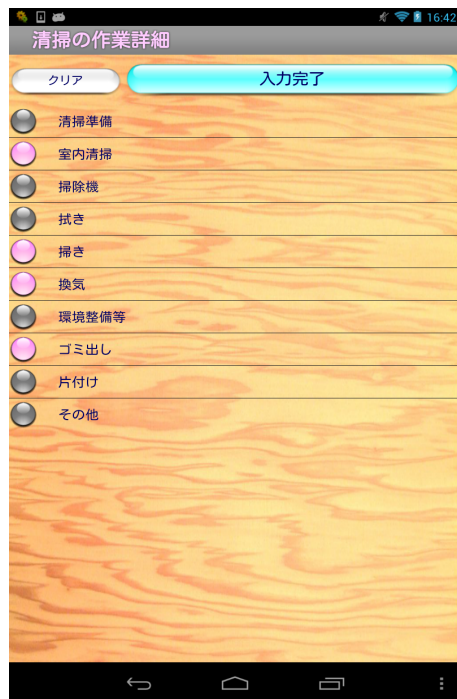 16:42
清掃の作業詳細
クリア
入力完了
清掃準備
室内清掃
掃除機
拭き
掃き
換気
環境整備等
ゴミ出し
片付け
その他